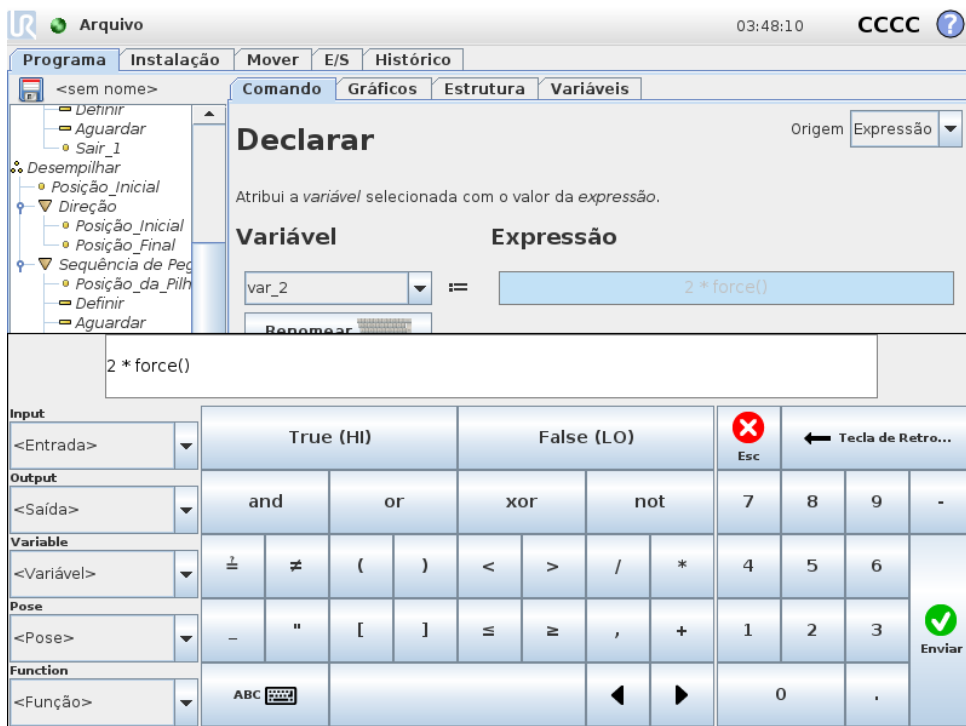 UR Arquivo 03:48:10 CCCC ?
Programa Instalação Mover E/S Histórico
<sem nome> Comando Gráficos Estrutura Variáveis
Definir
Aguardar
Sair_1
Desempilhar
Posição_Inicial
Direção
Posição_Inicial
Posição_Final
Sequência de Peg
Posição_da_Pilh
Definir
Aguardar
Declarar
Origem Expressão
Atribui a variável selecionada com o valor da expressão.
Variável Expressão
var_2 := 2 * force()
Renomear
2 * force()
Input
<Entrada>
Output
<Saída>
Variable
<Variável>
Pose
<Pose>
Function
<Função>
True (HI) False (LO) Esc ← Tecla de Retro...
and or xor not 7 8 9 -
≟ ≠ ( ) < > / * 4 5 6
_ " [ ] ≤ ≥ , + 1 2 3 Enviar
ABC 0 .